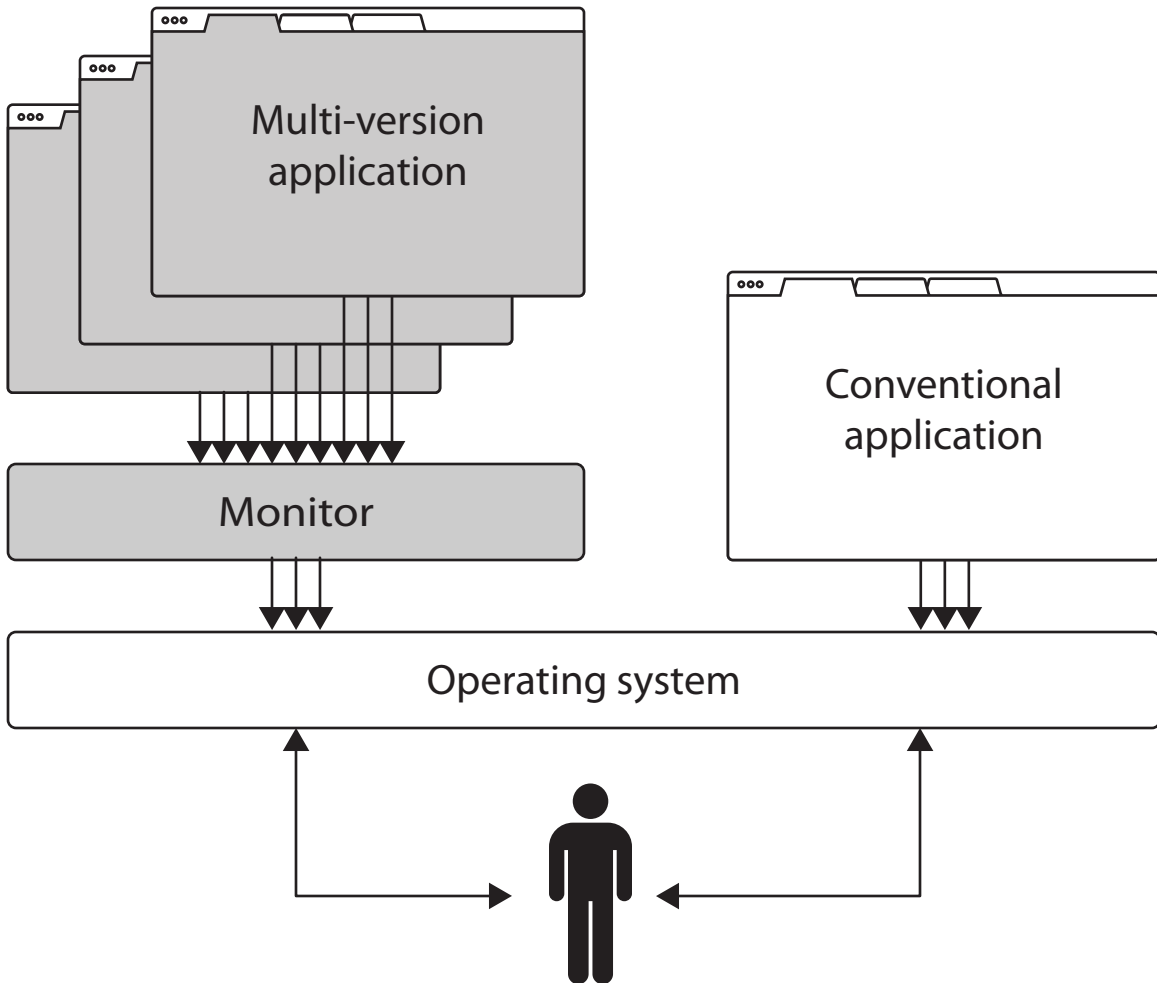 Multi-version
application
Conventional
application
Monitor
Operating system